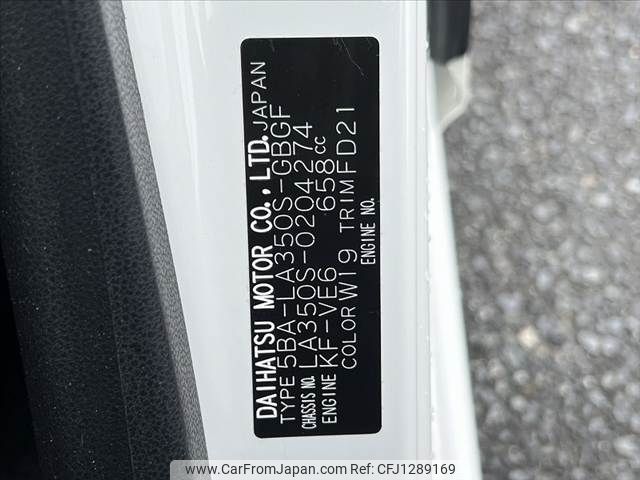 DAIHATSU MOTOR CO., LTD. JAPAN
TYPE 5BA-LA350S-GBGF
CHASSIS NO. LA350S-0204274
ENGINE KF-VE6 658cc
COLOR W19 TRIM FD21
ENGINE NO.
www.CarFromJapan.com CFJ1289169